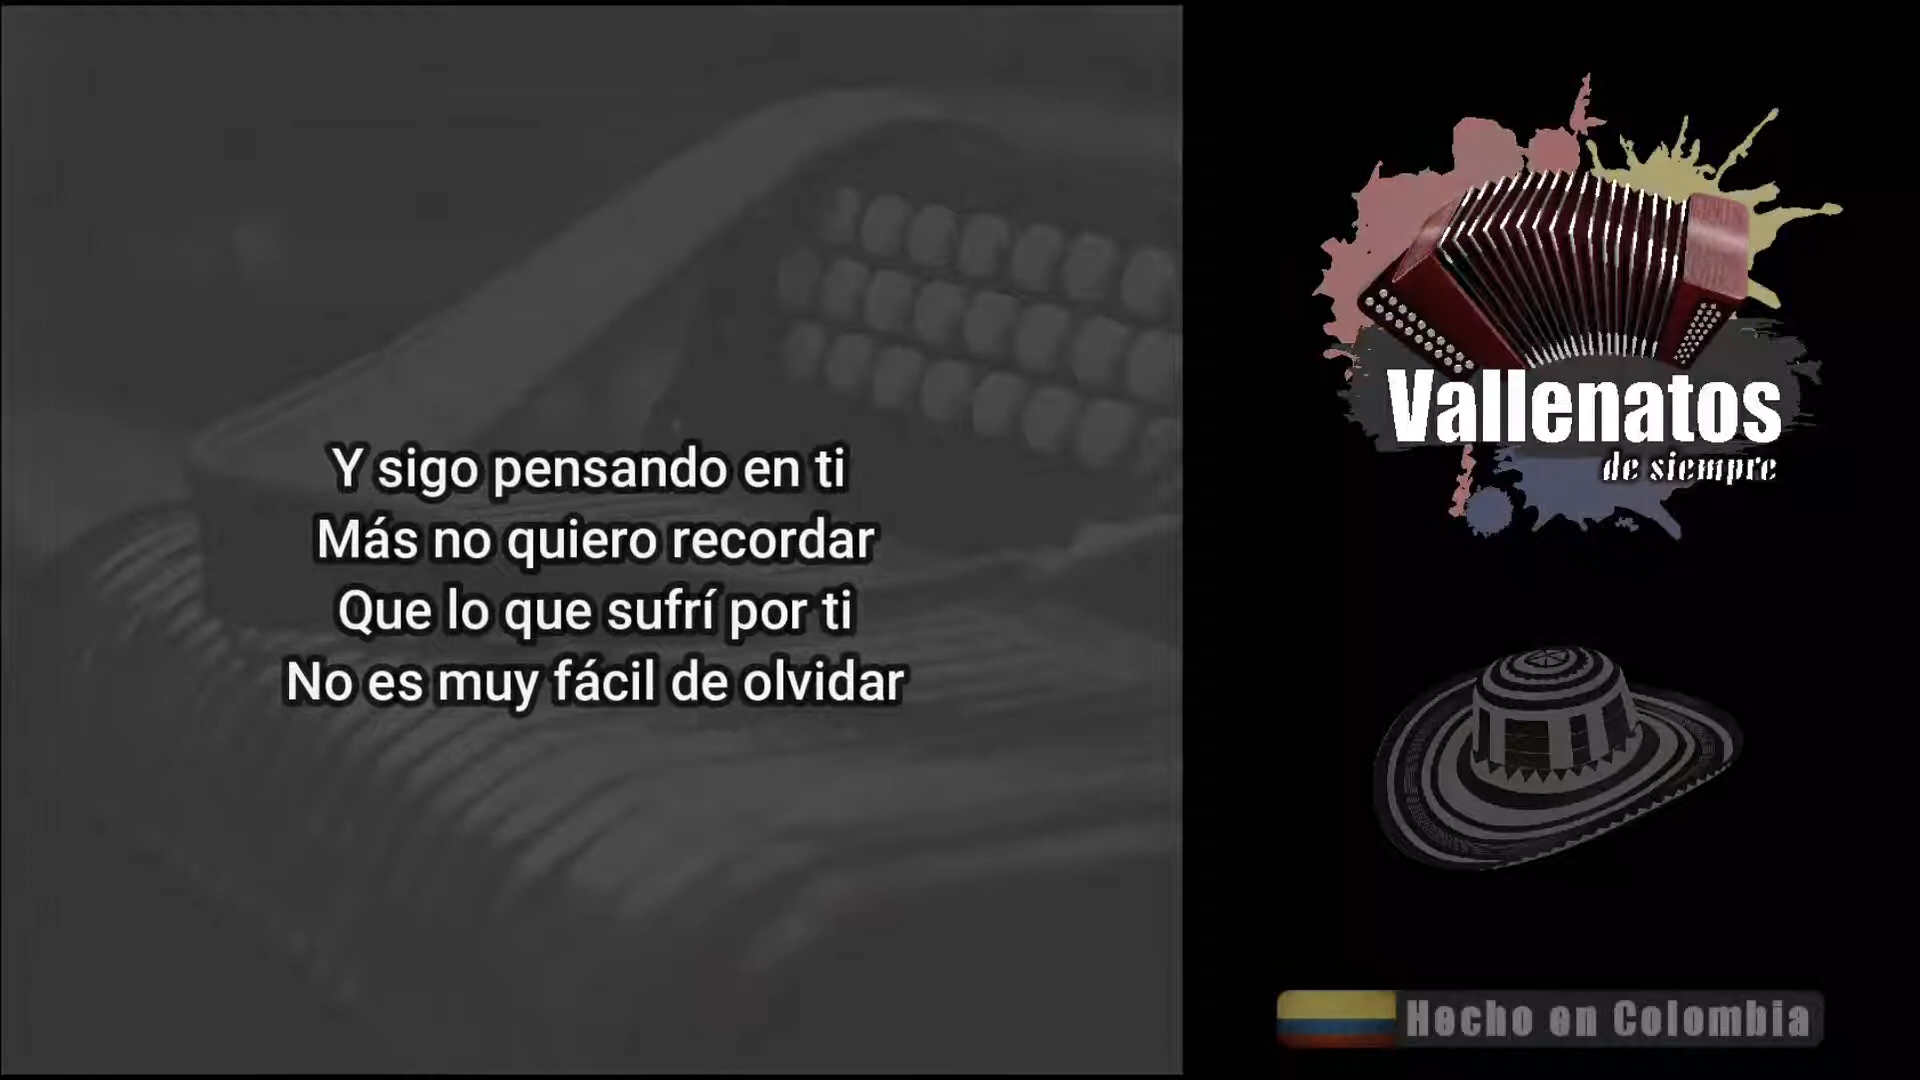 Y sigo pensando en ti
Más no quiero recordar
Que lo que sufrí por ti
No es muy fácil de olvidar
Vallenatos
de siempre
Hecho en Colombia